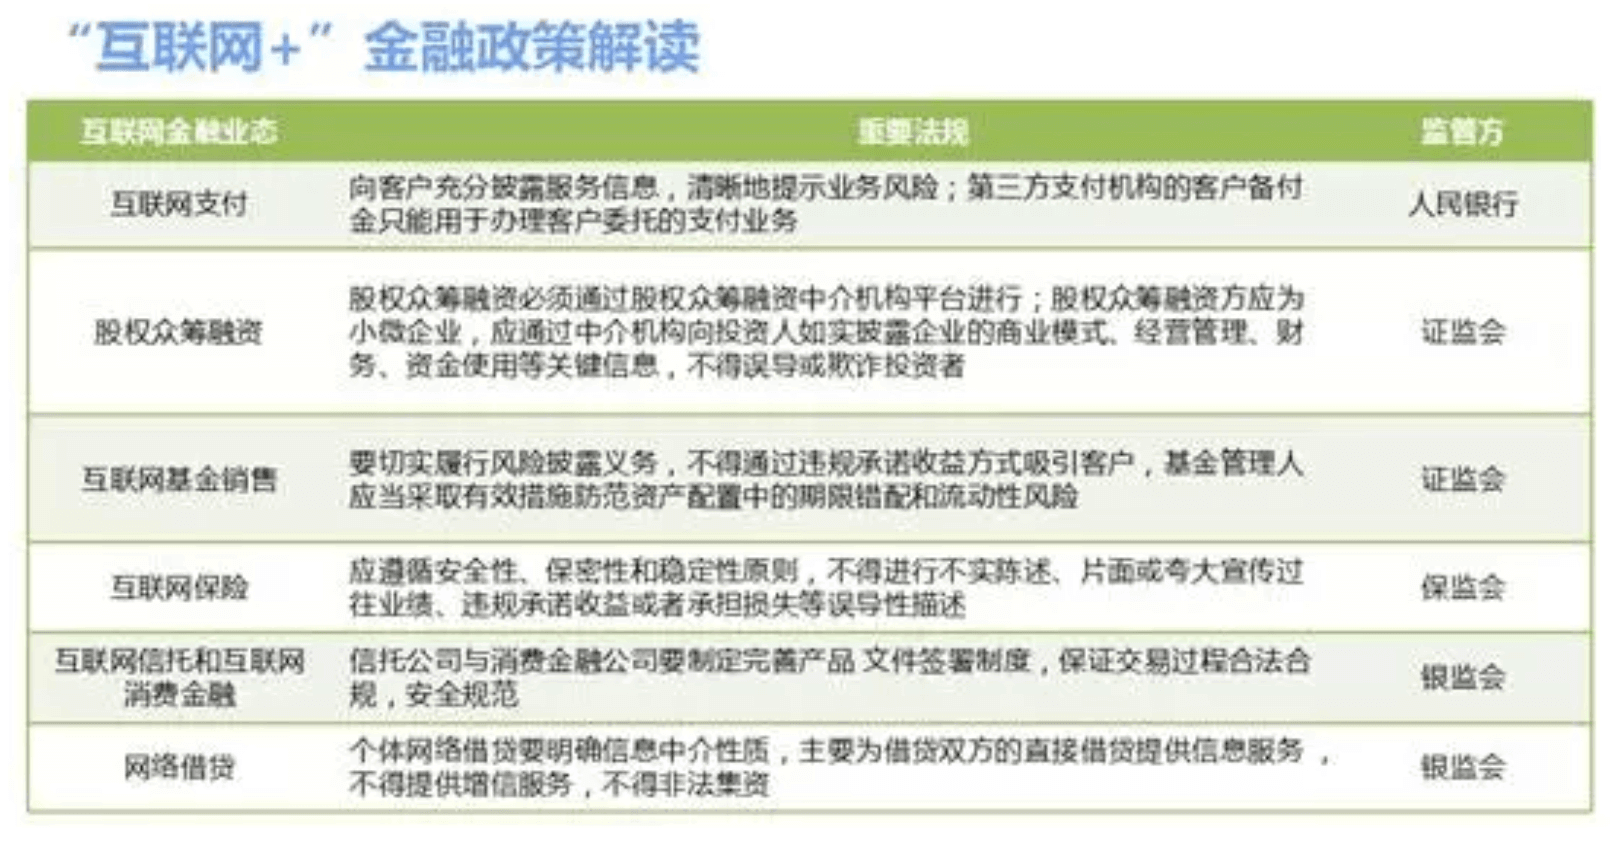 “互联网+”金融政策解读
互联网金融业态 重要法规 监管方
互联网支付
向客户充分披露服务信息，清晰地提示业务风险；第三方支付机构的客户备付
金只能用于办理客户委托的支付业务
人民银行
股权众筹融资
股权众筹融资必须通过股权众筹融资中介机构平台进行；股权众筹融资方应为
小微企业，应通过中介机构向投资人如实披露企业的商业模式、经营管理、财
务、资金使用等关键信息，不得误导或欺诈投资者
证监会
互联网基金销售
要切实履行风险披露义务，不得通过违规承诺收益方式吸引客户，基金管理人
应当采取有效措施防范资产配置中的期限错配和流动性风险
证监会
互联网保险
应遵循安全性、保密性和稳定性原则，不得进行不实陈述、片面或夸大宣传过
往业绩、违规承诺收益或者承担损失等误导性描述
保监会
互联网信托和互联网
消费金融
信托公司与消费金融公司要制定完善产品 文件签署制度，保证交易过程合法合
规，安全规范
银监会
网络借贷
个体网络借贷要明确信息中介性质，主要为借贷双方的直接借贷提供信息服务 ，
不得提供增信服务，不得非法集资
银监会